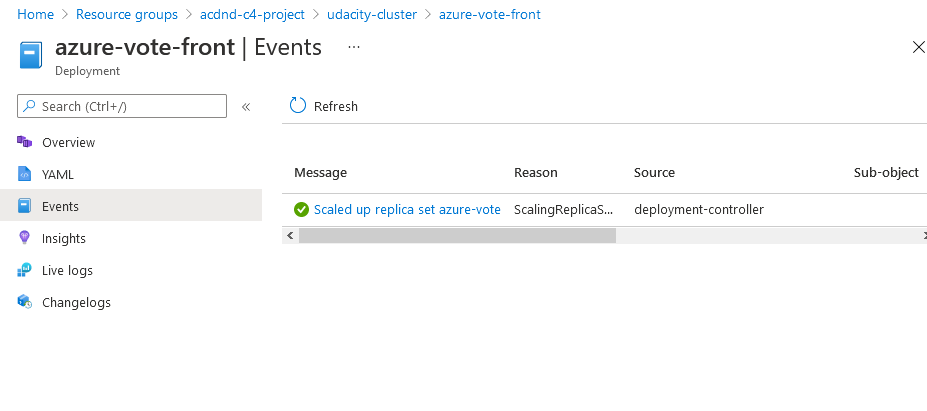 Home > Resource groups > acdnd-c4-project > udacity-cluster > azure-vote-front
azure-vote-front | Events ...
Deployment
Search (Ctrl+/)
«
Refresh
Overview
YAML
Events
Insights
Live logs
Changelogs
Message Reason Source Sub-object
Scaled up replica set azure-vote ScalingReplicaS... deployment-controller